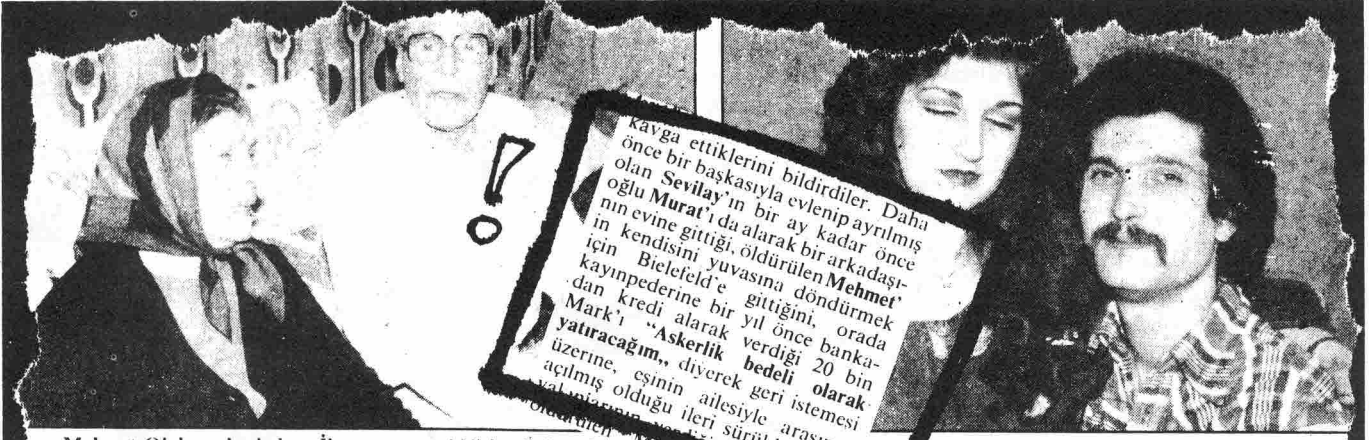 kavga ettiklerini bildirdiler. Daha
önce bir başkasıyla evlenip ayrılmış
olan Sevilay'ın bir ay kadar önce
oğlu Murat'ı da alarak bir arkadaşı-
nın evine gittiği, öldürülen Mehmet'
in kendisini yuvasına döndürmek
için Bielefeld'e gittiğini, orada
kayınpederine bir yıl önce banka-
dan kredi alarak verdiği 20 bin
Mark'ı "Askerlik bedeli olarak
yatıracağım,, diyerek geri istemesi
üzerine, eşinin ailesiyle
açılmış olduğu ileri